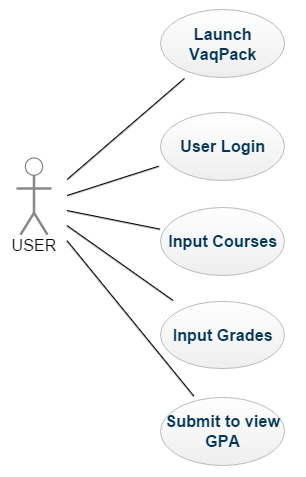 Launch
VaqPack
User Login
USER
Input Courses
Input Grades
Submit to view
GPA